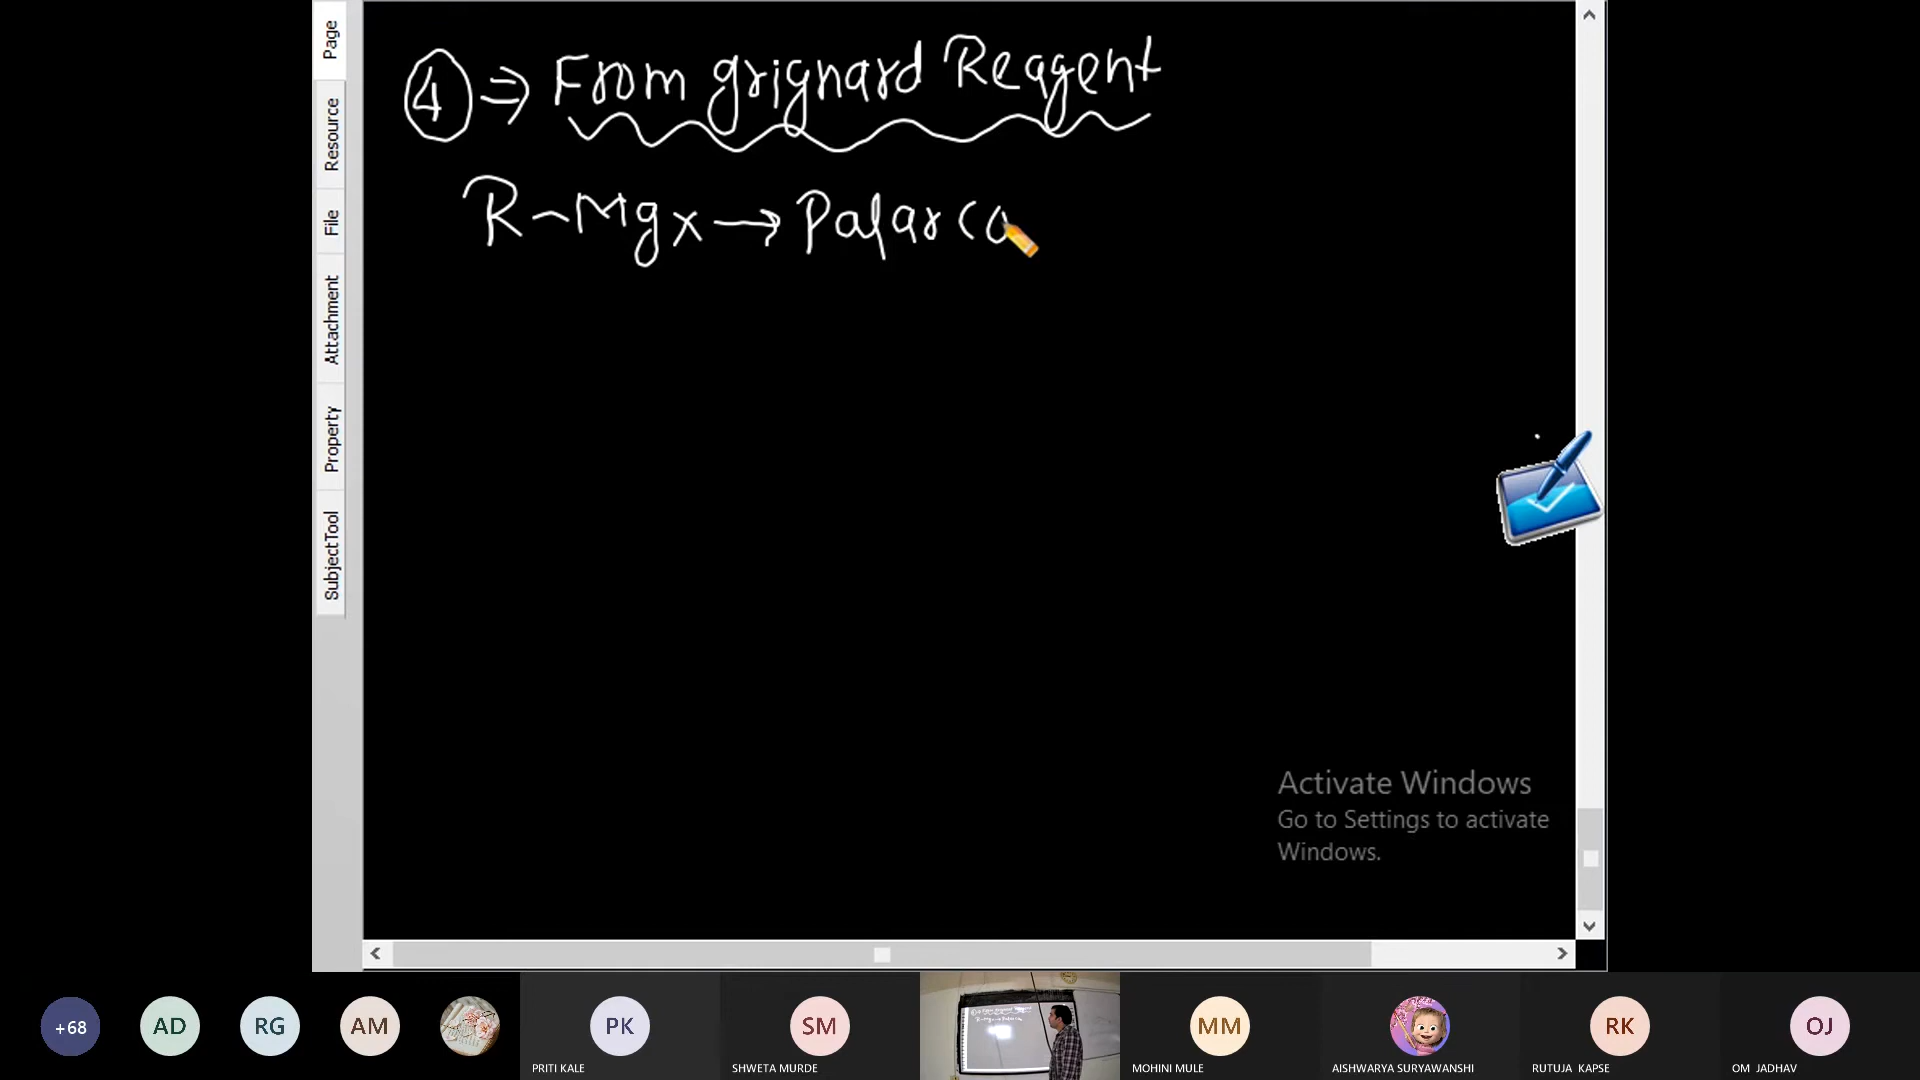 Page
Resource
File
Attachment
Property
SubjectTool
④ ⇒ From grignard Reagent
R-Mgx → Palar Co
Activate Windows
Go to Settings to activate
Windows.
+68
AD
RG
AM
PK
PRITI KALE
SM
SHWETA MURDE
MM
MOHINI MULE
AISHWARYA SURYAWANSHI
RK
RUTUJA KAPSE
OJ
OM JADHAV